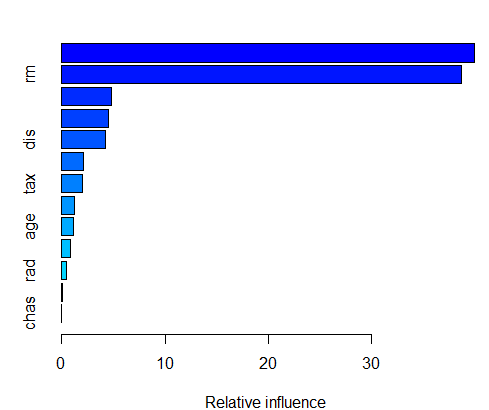 rm
dis
tax
age
rad
chas
0 10 20 30
Relative influence